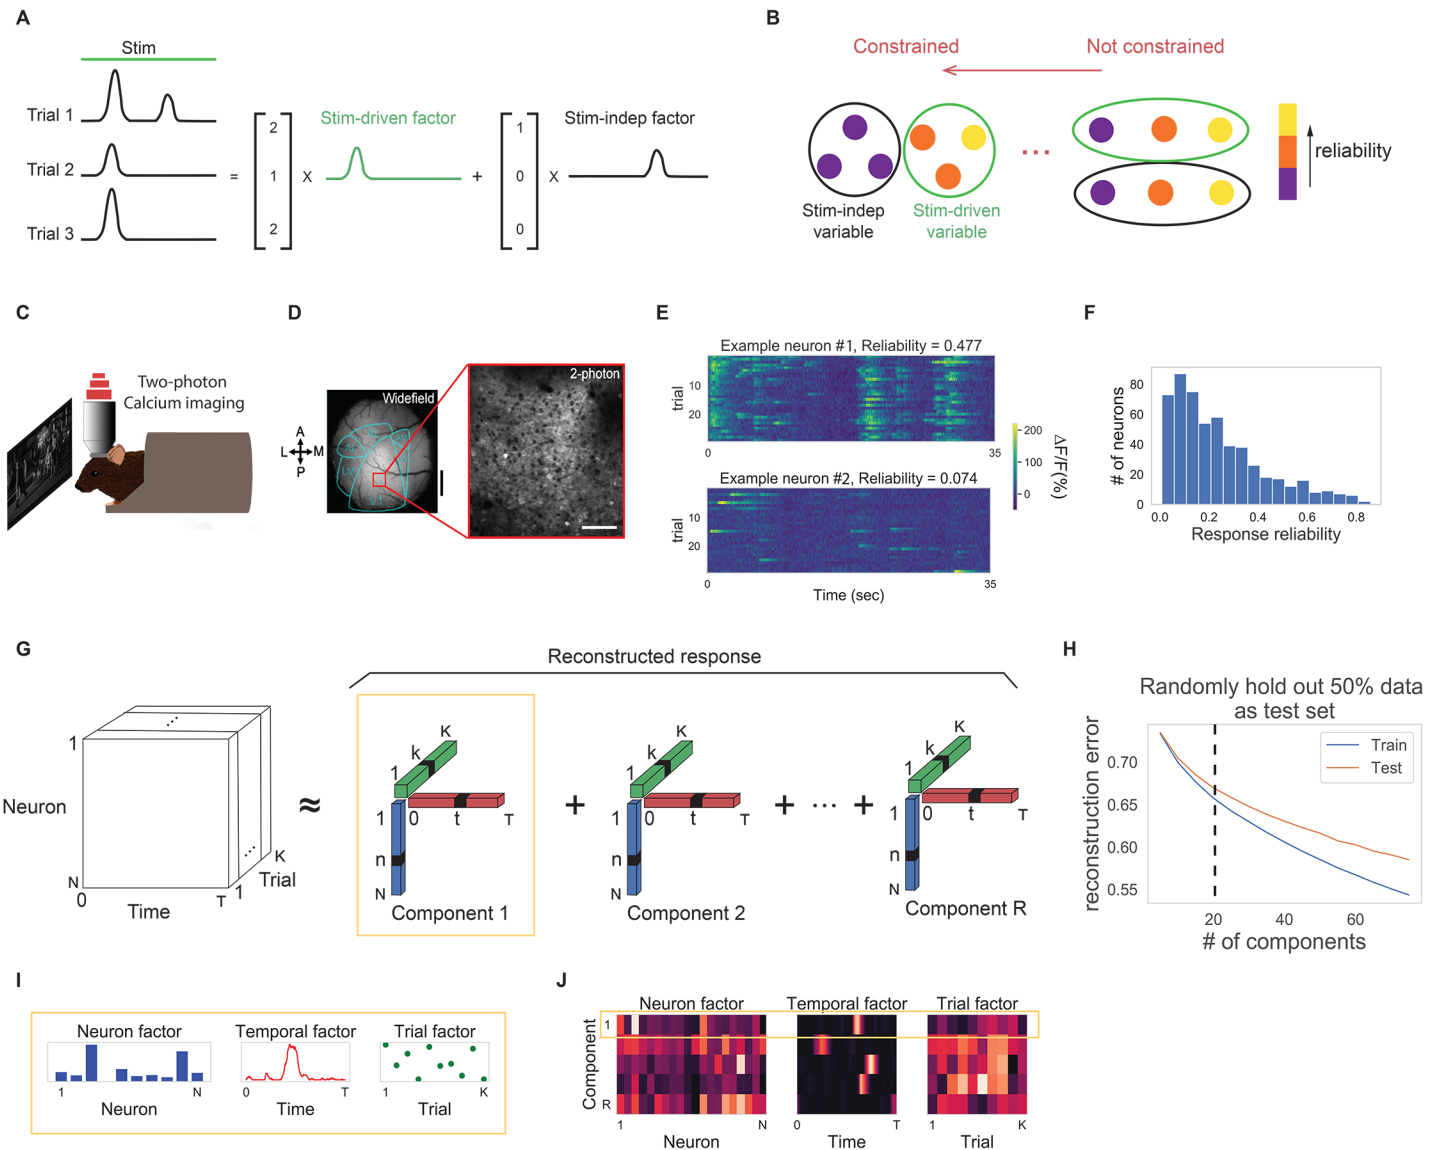 A
Stim
Trial 1
Trial 2
Trial 3
=
2
1
2
X
Stim-driven factor
+
1
0
0
X
Stim-indep factor
B
Constrained
Not constrained
Stim-indep
variable
Stim-driven
variable
...
reliability
C
Two-photon
Calcium imaging
D
A
L
M
P
Widefield
2-photon
E
Example neuron #1, Reliability = 0.477
trial
10
20
0
35
Example neuron #2, Reliability = 0.074
trial
10
20
0
35
Time (sec)
200
100
0
ΔF/F(%)
F
# of neurons
80
60
40
20
0
0.0
0.2
0.4
0.6
0.8
Response reliability
G
Reconstructed response
1
Neuron
N
0
Time
T
1
Trial
K
...
...
≈
1
k
K
1
0
t
T
n
N
Component 1
+
1
k
K
1
0
t
T
n
N
Component 2
+ ... +
1
k
K
1
0
t
T
n
N
Component R
H
Randomly hold out 50% data
as test set
reconstruction error
0.70
0.65
0.60
0.55
Train
Test
20
40
60
# of components
I
Neuron factor
1
N
Neuron
Temporal factor
0
T
Time
Trial factor
1
K
Trial
J
Component
1
R
Neuron factor
1
N
Neuron
Temporal factor
0
T
Time
Trial factor
1
K
Trial